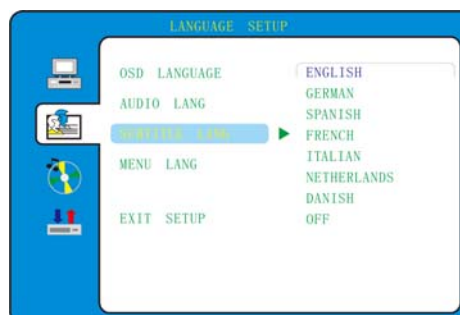 LANGUAGE SETUP
OSD LANGUAGE
AUDIO LANG
SUBTITLE LANG
MENU LANG
EXIT SETUP
ENGLISH
GERMAN
SPANISH
FRENCH
ITALIAN
NETHERLANDS
DANISH
OFF